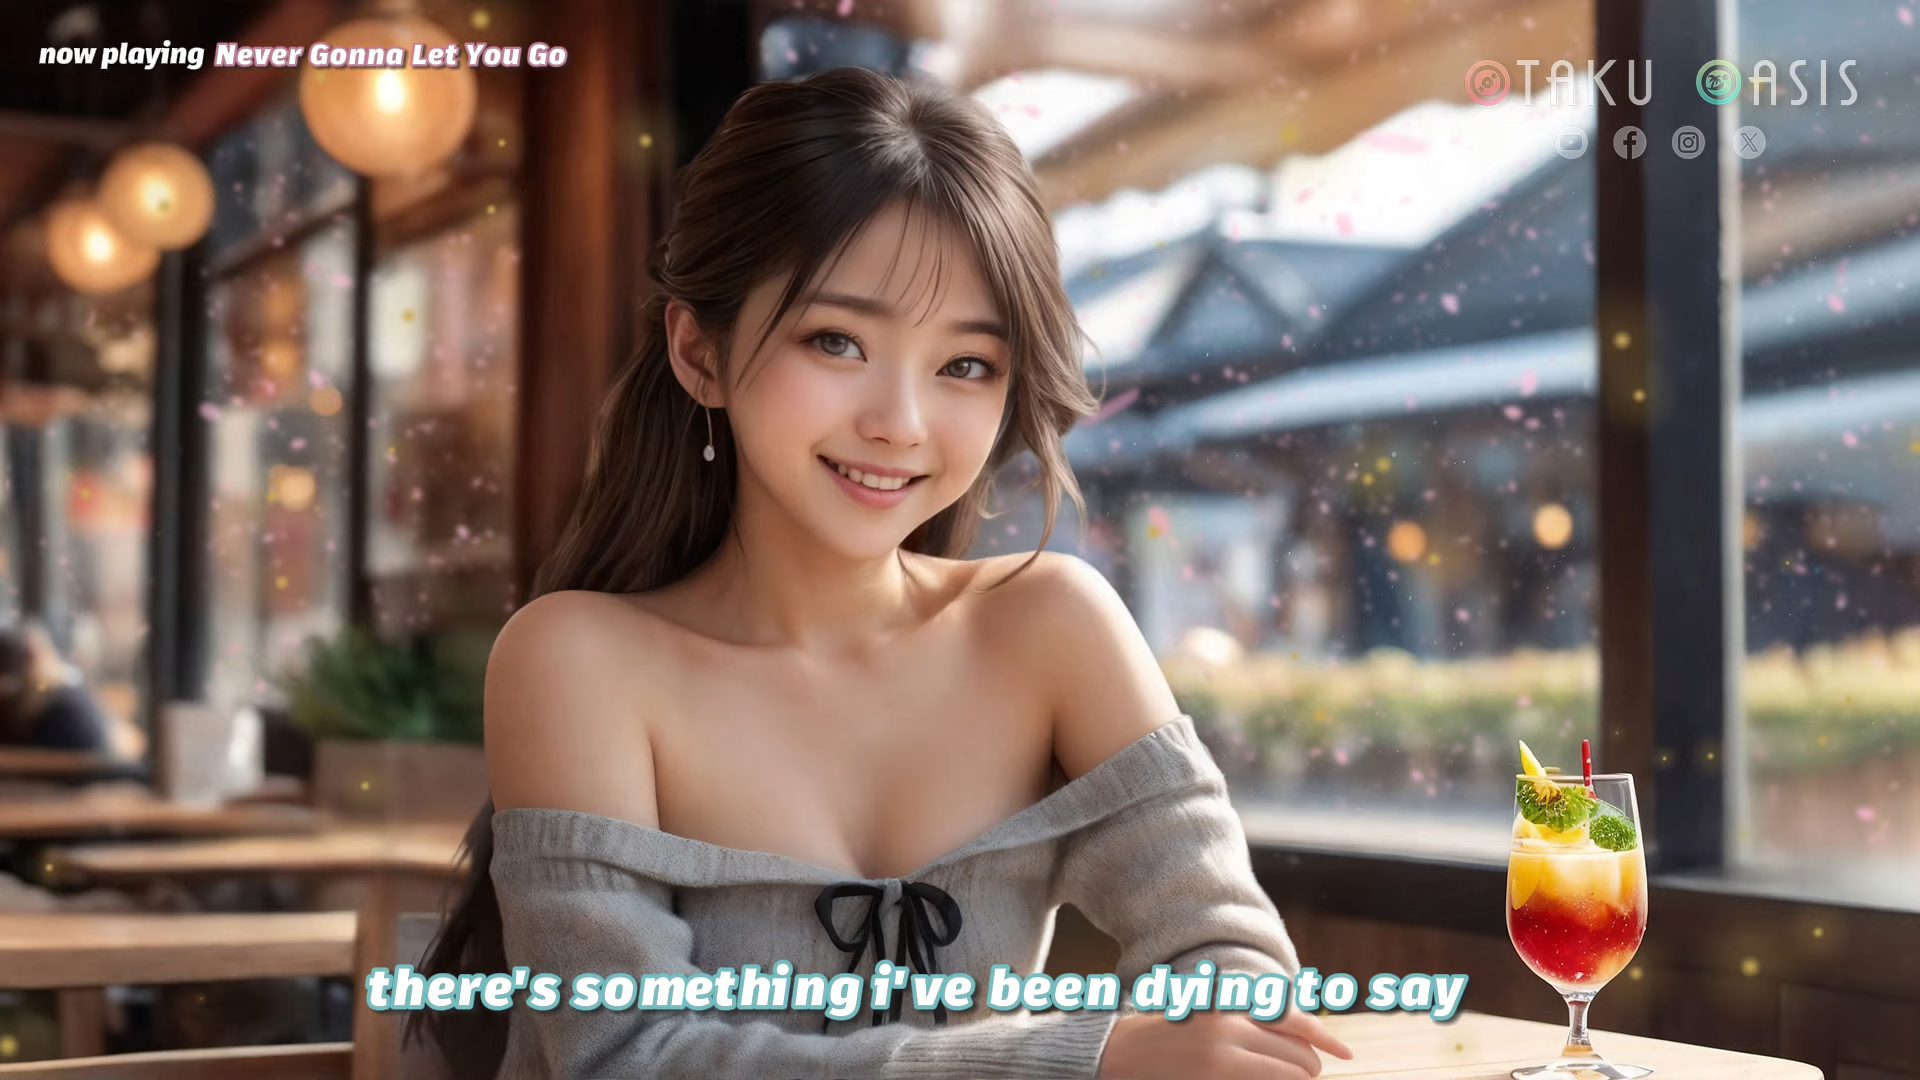 now playing Never Gonna Let You Go
OTAKU OASIS
there's something i've been dying to say